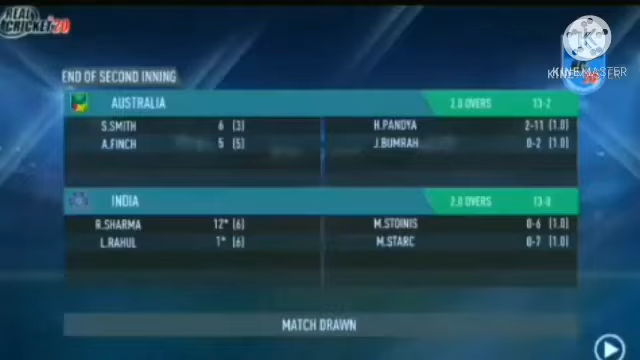 REAL
CRICKET 20
KINEMASTER
END OF SECOND INNING
AUSTRALIA 2.0 OVERS 13-2
S.SMITH 6 (3) H.PANDYA 2-11 (1.0)
A.FINCH 5 (5) J.BUMRAH 0-2 (1.0)
INDIA 2.0 OVERS 13-0
R.SHARMA 12* (6) M.STOINIS 0-6 (1.0)
L.RAHUL 1* (6) M.STARC 0-7 (1.0)
MATCH DRAWN